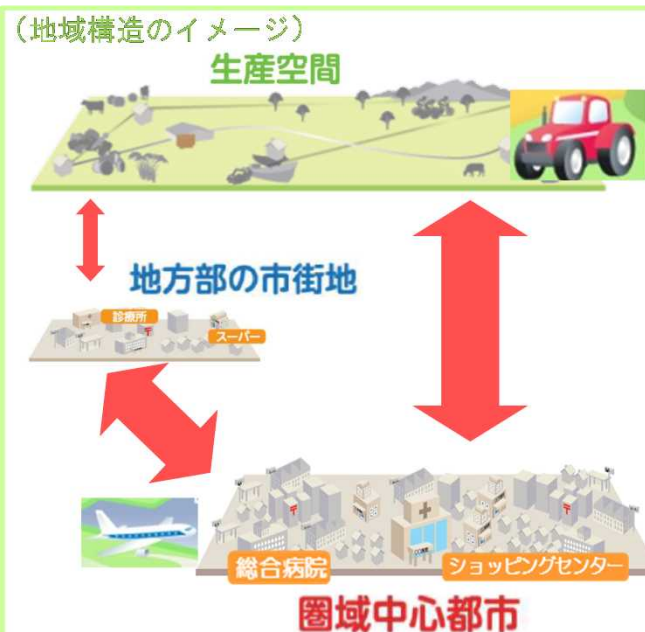 （地域構造のイメージ）
生産空間
地方部の市街地
診療所
スーパー
総合病院
ショッピングセンター
圏域中心都市